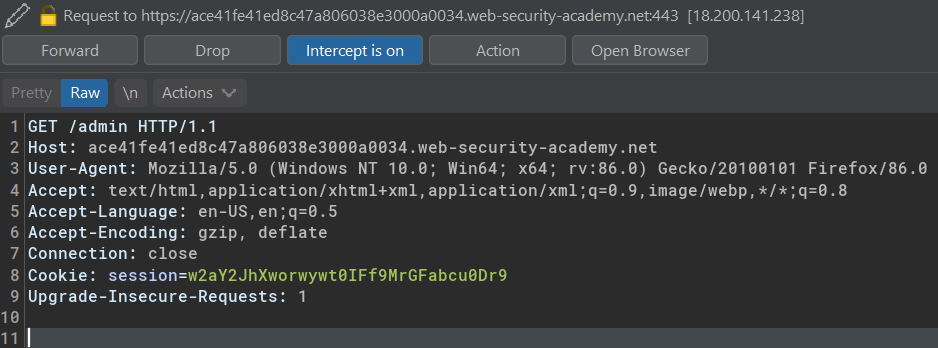 Request to https://ace41fe41ed8c47a806038e3000a0034.web-security-academy.net:443 [18.200.141.238]
Forward Drop Intercept is on Action Open Browser
Pretty Raw \n Actions
1 GET /admin HTTP/1.1
2 Host: ace41fe41ed8c47a806038e3000a0034.web-security-academy.net
3 User-Agent: Mozilla/5.0 (Windows NT 10.0; Win64; x64; rv:86.0) Gecko/20100101 Firefox/86.0
4 Accept: text/html,application/xhtml+xml,application/xml;q=0.9,image/webp,*/*;q=0.8
5 Accept-Language: en-US,en;q=0.5
6 Accept-Encoding: gzip, deflate
7 Connection: close
8 Cookie: session=w2aY2JhXworwywt0IFf9MrGFabcu0Dr9
9 Upgrade-Insecure-Requests: 1
10
11